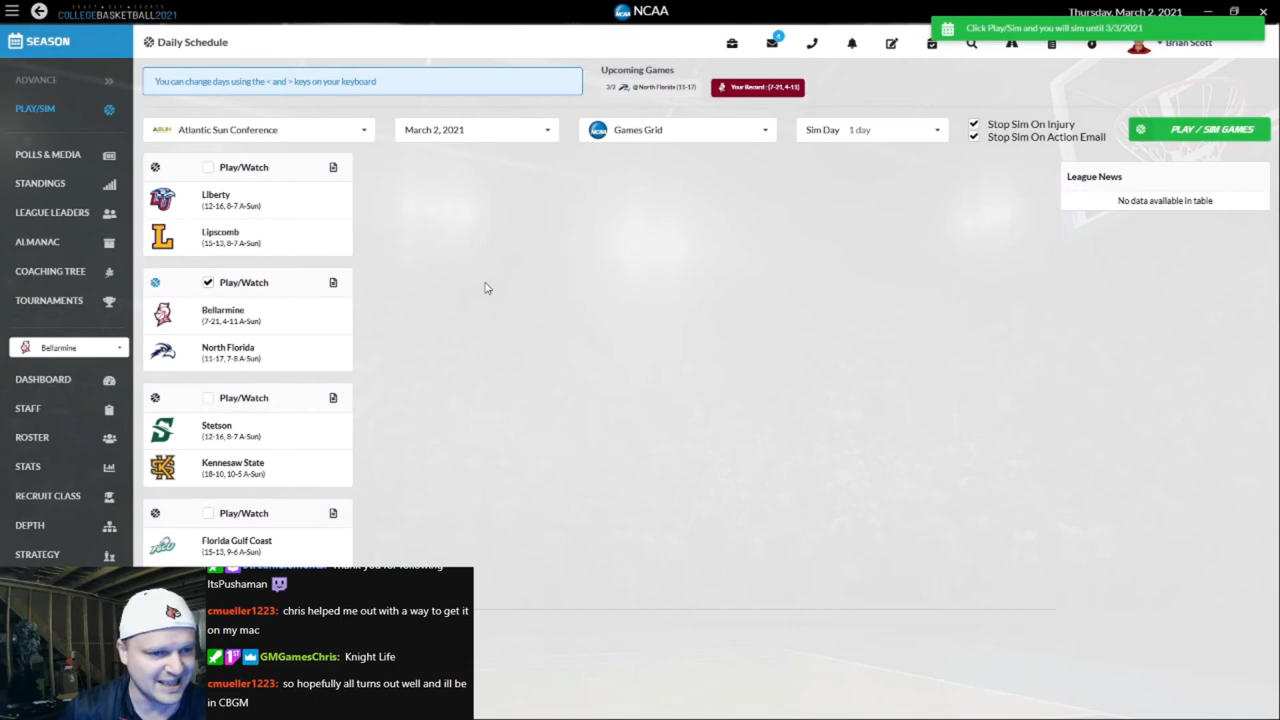 DRAFT DAY SPORTS
COLLEGEBASKETBALL2021
NCAA
Thursday, March 2, 2021
SEASON
Daily Schedule
4
Click Play/Sim and you will sim until 3/3/2021
Brian Scott
ADVANCE
You can change days using the < and > keys on your keyboard
Upcoming Games
3/2 @ North Florida (11-17)
Your Record: (7-21, 4-11)
PLAY/SIM
Atlantic Sun Conference
March 2, 2021
Games Grid
Sim Day 1 day
Stop Sim On Injury
Stop Sim On Action Email
PLAY / SIM GAMES
POLLS & MEDIA
STANDINGS
LEAGUE LEADERS
ALMANAC
COACHING TREE
TOURNAMENTS
Bellarmine
DASHBOARD
STAFF
ROSTER
STATS
RECRUIT CLASS
DEPTH
STRATEGY
Play/Watch
Liberty
(12-16, 8-7 A-Sun)
Lipscomb
(15-13, 8-7 A-Sun)
Play/Watch
Bellarmine
(7-21, 4-11 A-Sun)
North Florida
(11-17, 7-8 A-Sun)
Play/Watch
Stetson
(12-16, 8-7 A-Sun)
Kennesaw State
(18-10, 10-5 A-Sun)
Play/Watch
Florida Gulf Coast
(15-13, 9-6 A-Sun)
League News
No data available in table
Thank you for following
ItsPushaman
cmueller1223: chris helped me out with a way to get it
on my mac
GMGamesChris: Knight Life
cmueller1223: so hopefully all turns out well and ill be
in CBGM